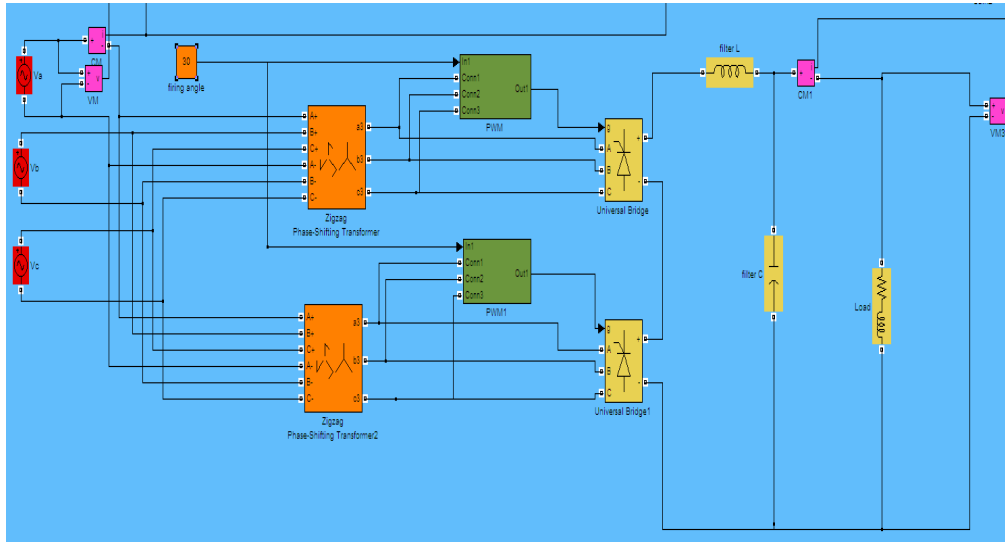 Va
CM
VM
30
firing angle
In1
Conn1
Conn2
Conn3
Out1
PWM
A+
B+
C+
A-
B-
C-
a3
b3
c3
Zigzag
Phase-Shifting Transformer
g
A
B
C
+
-
Universal Bridge
filter L
+
-
i
CM1
+
-
v
VM3
Vb
Vc
In1
Conn1
Conn2
Conn3
Out1
PWM1
A+
B+
C+
A-
B-
C-
a3
b3
c3
Zigzag
Phase-Shifting Transformer2
g
A
B
C
+
-
Universal Bridge1
filter C
Load